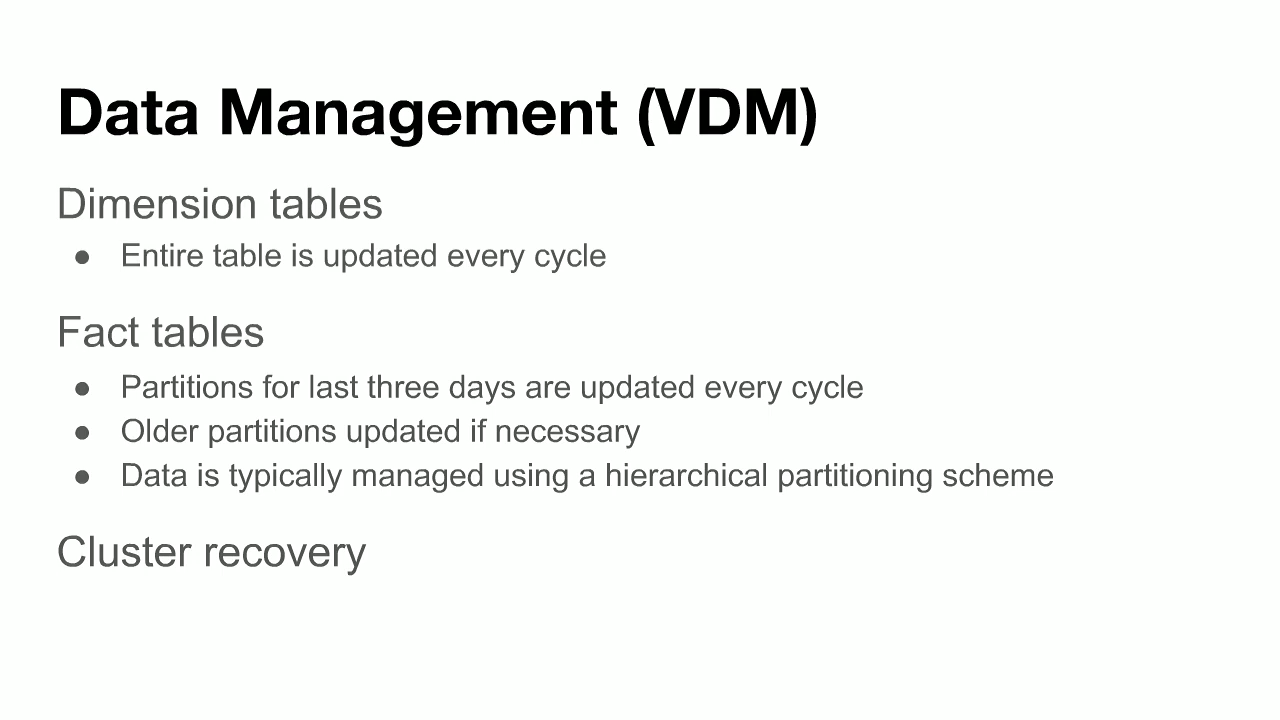 Data Management (VDM)
Dimension tables
● Entire table is updated every cycle
Fact tables
● Partitions for last three days are updated every cycle
● Older partitions updated if necessary
● Data is typically managed using a hierarchical partitioning scheme
Cluster recovery